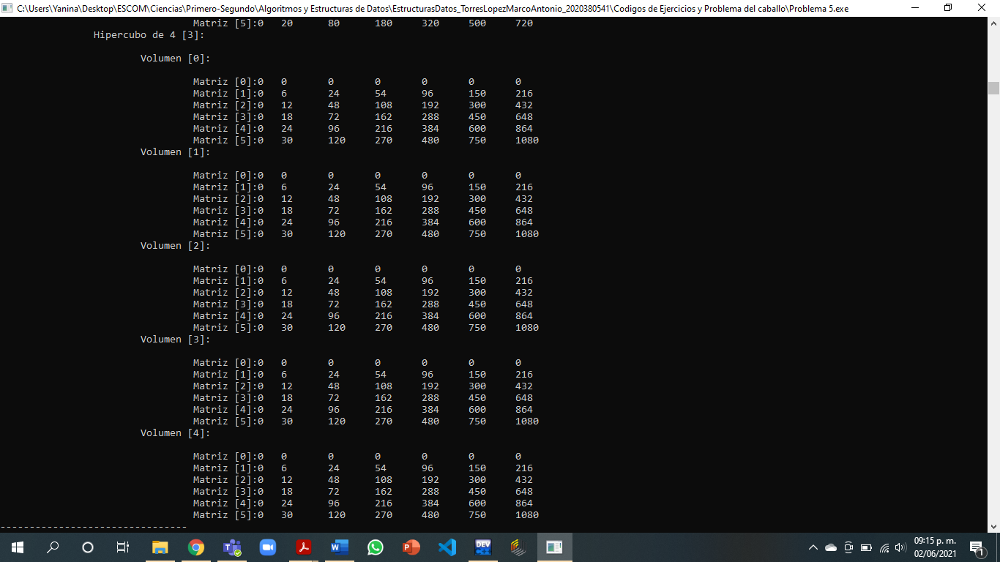 C:\Users\Yanina\Desktop\ESCOM\Ciencias\Primero-Segundo\Algoritmos y Estructuras de Datos\EstructurasDatos_TorresLopezMarcoAntonio_2020380541\Codigos de Ejercicios y Problema del caballo\Problema 5.exe
Matriz [5]:0 20 80 180 320 500 720
Hipercubo de 4 [3]:
Volumen [0]:
Matriz [0]:0 0 0 0 0 0 0
Matriz [1]:0 6 24 54 96 150 216
Matriz [2]:0 12 48 108 192 300 432
Matriz [3]:0 18 72 162 288 450 648
Matriz [4]:0 24 96 216 384 600 864
Matriz [5]:0 30 120 270 480 750 1080
Volumen [1]:
Matriz [0]:0 0 0 0 0 0 0
Matriz [1]:0 6 24 54 96 150 216
Matriz [2]:0 12 48 108 192 300 432
Matriz [3]:0 18 72 162 288 450 648
Matriz [4]:0 24 96 216 384 600 864
Matriz [5]:0 30 120 270 480 750 1080
Volumen [2]:
Matriz [0]:0 0 0 0 0 0 0
Matriz [1]:0 6 24 54 96 150 216
Matriz [2]:0 12 48 108 192 300 432
Matriz [3]:0 18 72 162 288 450 648
Matriz [4]:0 24 96 216 384 600 864
Matriz [5]:0 30 120 270 480 750 1080
Volumen [3]:
Matriz [0]:0 0 0 0 0 0 0
Matriz [1]:0 6 24 54 96 150 216
Matriz [2]:0 12 48 108 192 300 432
Matriz [3]:0 18 72 162 288 450 648
Matriz [4]:0 24 96 216 384 600 864
Matriz [5]:0 30 120 270 480 750 1080
Volumen [4]:
Matriz [0]:0 0 0 0 0 0 0
Matriz [1]:0 6 24 54 96 150 216
Matriz [2]:0 12 48 108 192 300 432
Matriz [3]:0 18 72 162 288 450 648
Matriz [4]:0 24 96 216 384 600 864
Matriz [5]:0 30 120 270 480 750 1080
--------------------------------
DEV
09:15 p. m.
02/06/2021
1